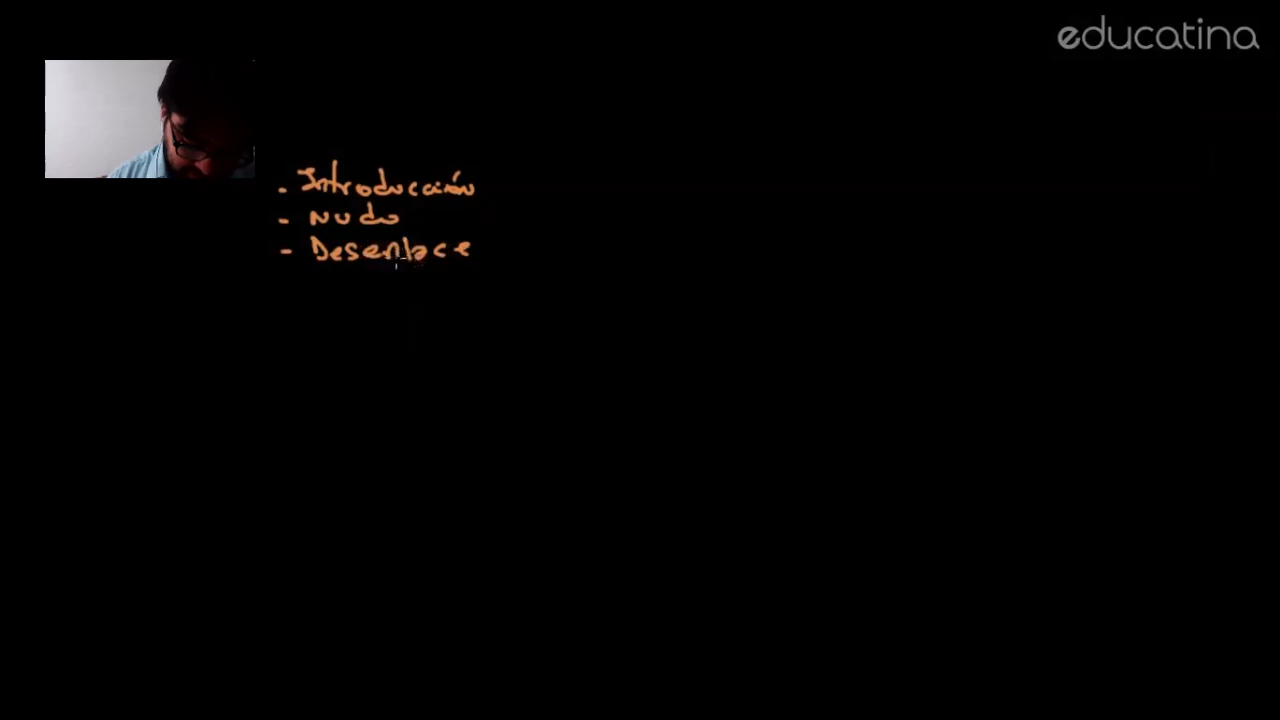 educatina
- Introducción
- Nudo
- Desenlace